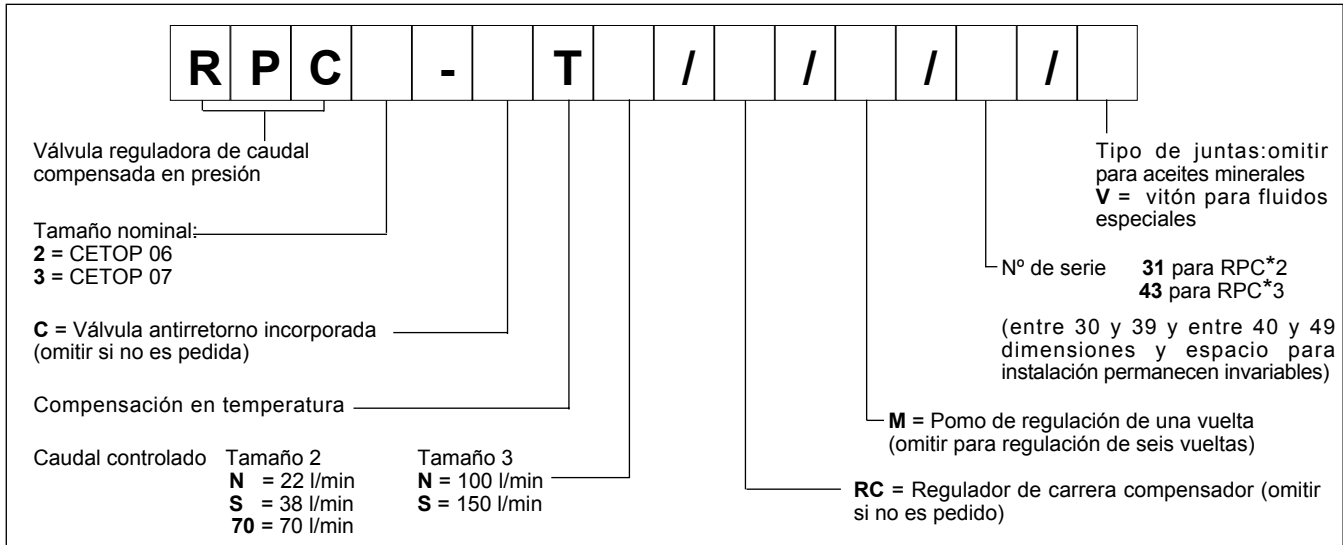 R P C - T / / / /
Válvula reguladora de caudal
compensada en presión
Tamaño nominal:
2 = CETOP 06
3 = CETOP 07
C = Válvula antirretorno incorporada
(omitir si no es pedida)
Compensación en temperatura
Caudal controlado Tamaño 2 Tamaño 3
N = 22 l/min N = 100 l/min
S = 38 l/min S = 150 l/min
70 = 70 l/min
Tipo de juntas:omitir
para aceites minerales
V = vitón para fluidos
especiales
Nº de serie 31 para RPC*2
43 para RPC*3
(entre 30 y 39 y entre 40 y 49
dimensiones y espacio para
instalación permanecen invariables)
M = Pomo de regulación de una vuelta
(omitir para regulación de seis vueltas)
RC = Regulador de carrera compensador (omitir
si no es pedido)